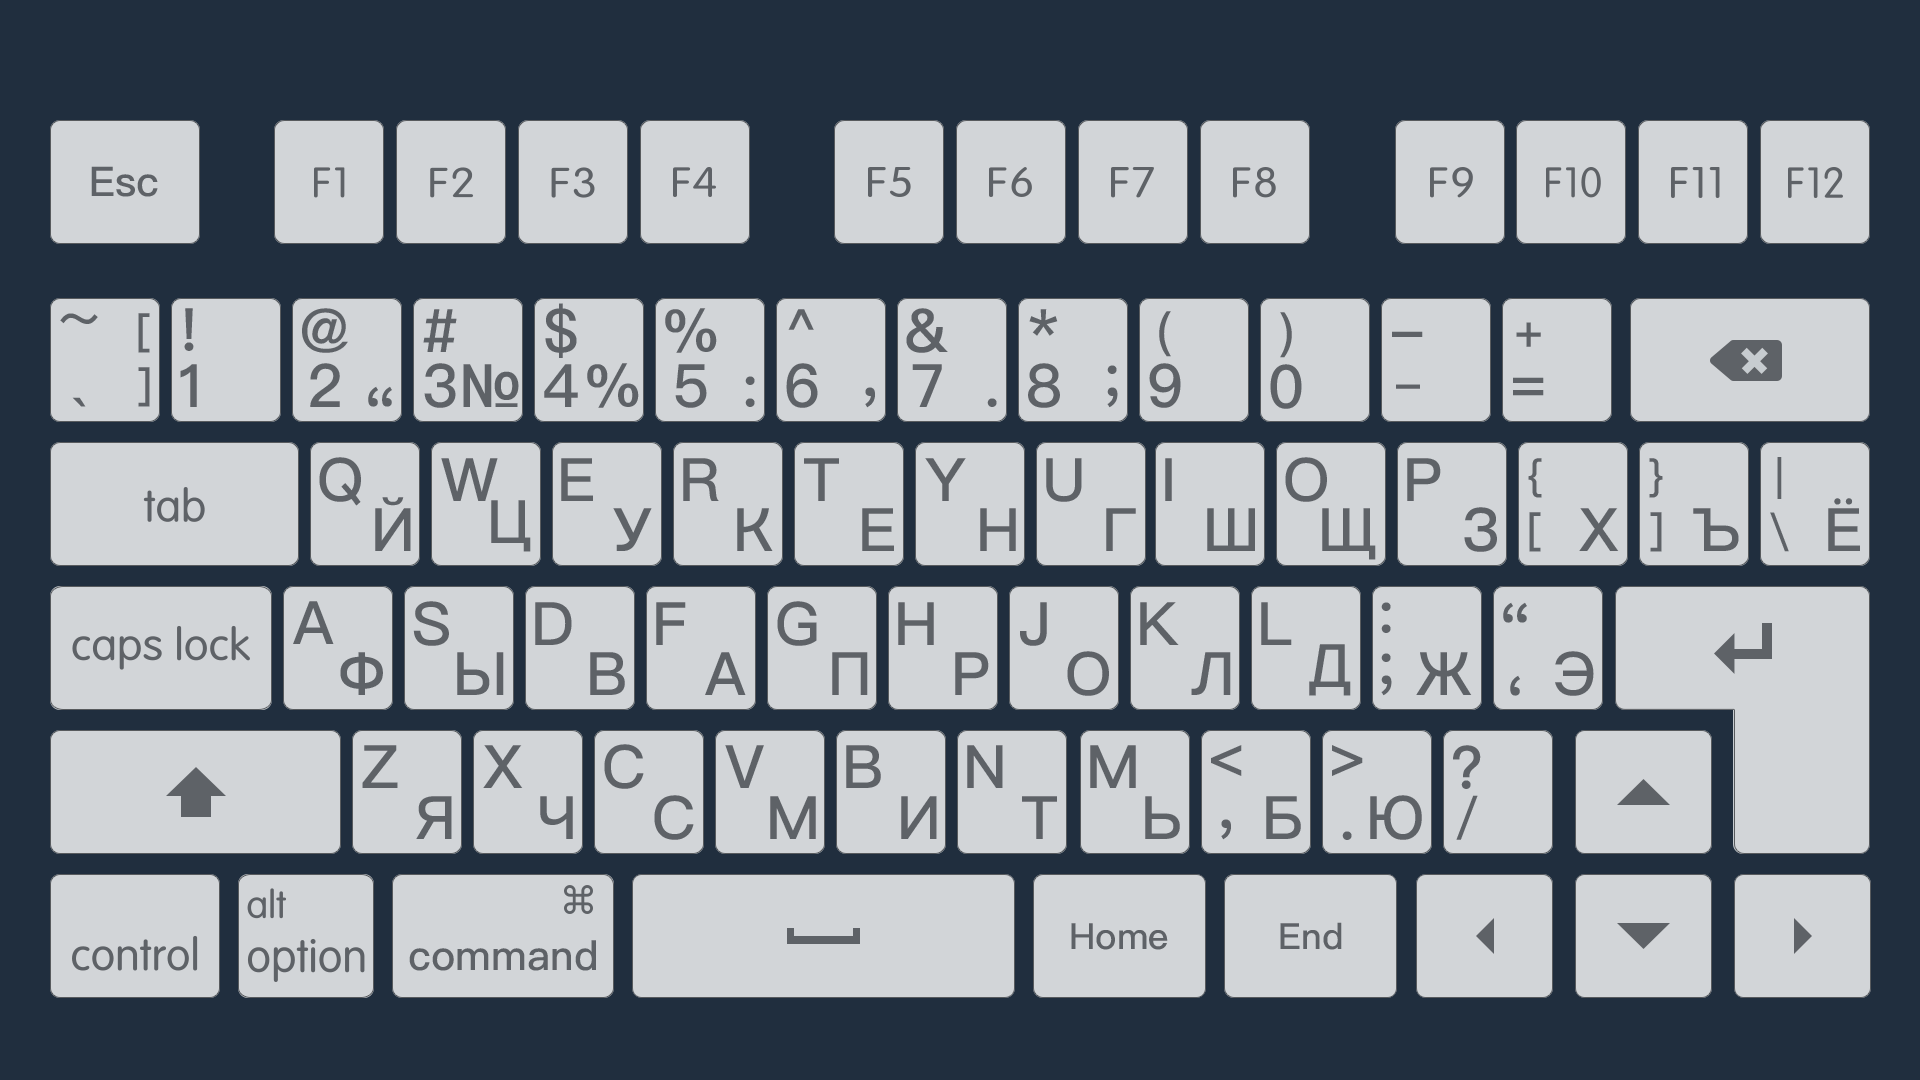 Esc F1 F2 F3 F4 F5 F6 F7 F8 F9 F10 F11 F12
~ [ ! @ # $ % ^ & * ( ) – +
` ] 1 2 “ 3 № 4 % 5 : 6 , 7 . 8 ; 9 0 - =
tab Q Й W Ц E У R К T Е Y Н U Г I Ш O Щ P З { [ Х } ] Ъ | \ Ё
caps lock A Ф S Ы D В F А G П H Р J О K Л L Д : ; Ж “ ‘ Э
Z Я X Ч C С V М B И N Т M Ь < , Б > . Ю ? /
alt ⌘
control option command Home End